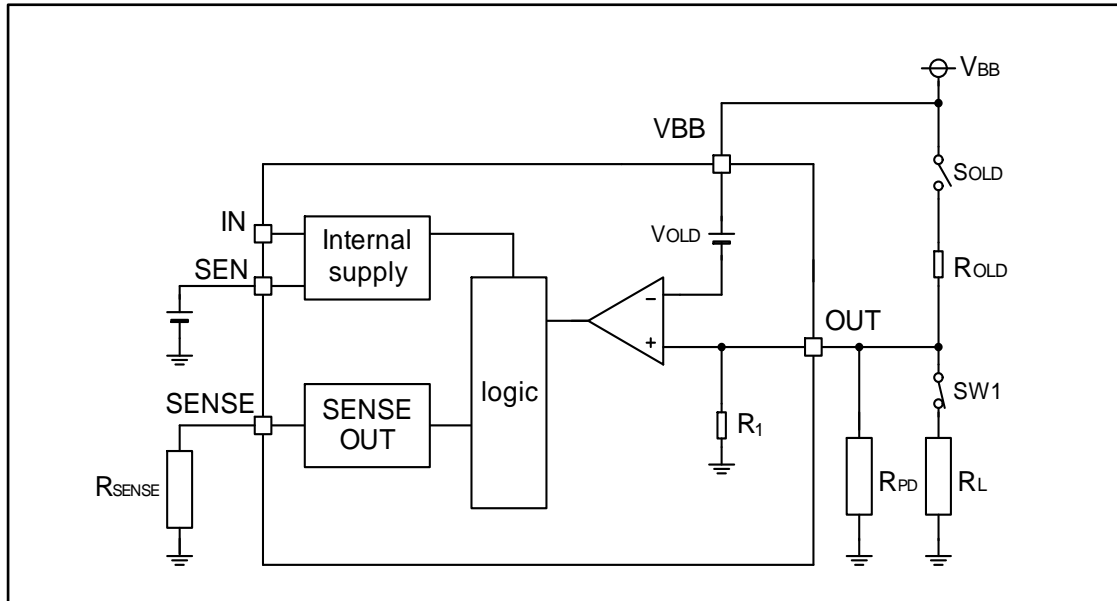 VBB
VBB
SOLD
IN
Internal
supply
VOLD
SEN
ROLD
−
OUT
+
SW1
logic
SENSE
SENSE
OUT
R1
RSENSE
RPD
RL